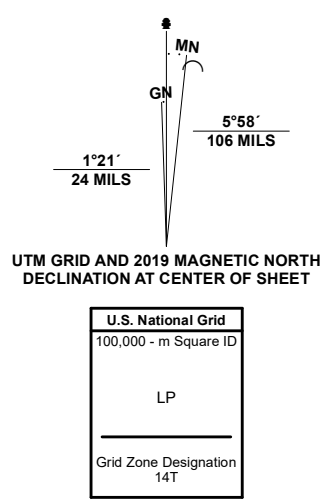 MN
GN
5°58´
106 MILS
1°21´
24 MILS
UTM GRID AND 2019 MAGNETIC NORTH
DECLINATION AT CENTER OF SHEET
U.S. National Grid
100,000 - m Square ID
LP
Grid Zone Designation
14T